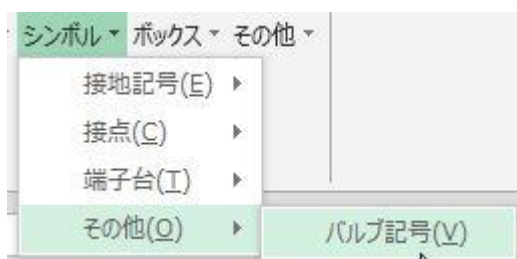 シンボル ボックス その他
接地記号(E)
接点(C)
端子台(T)
その他(O) バルブ記号(V)